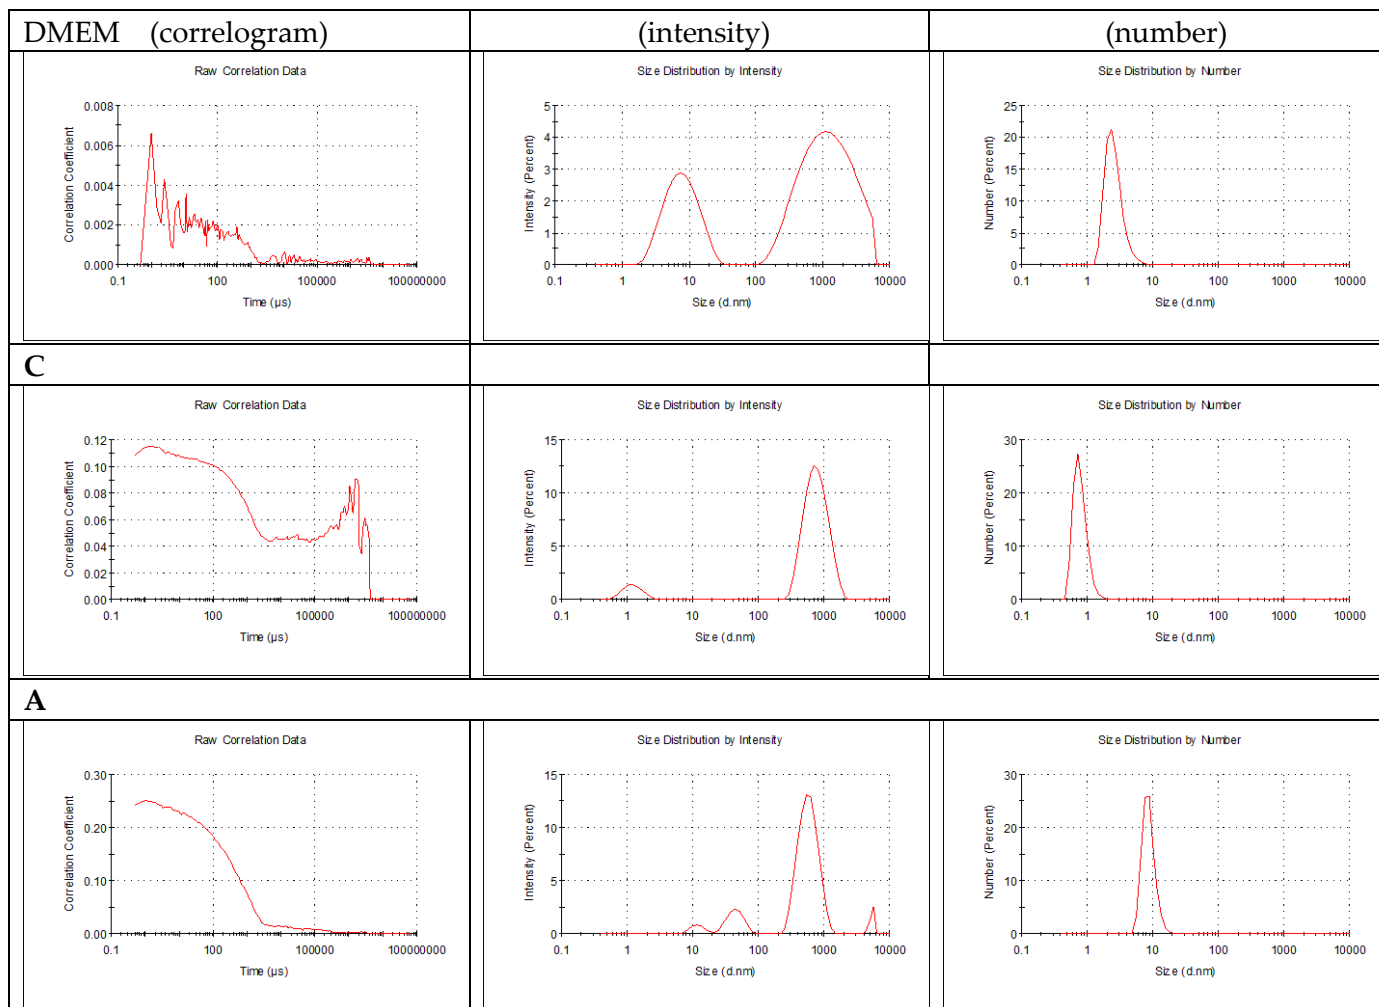 DMEM (correlogram) (intensity) (number)
Raw Correlation Data
Correlation Coefficient
0.008
0.006
0.004
0.002
0.000
0.1 100 100000 100000000
Time (µs)
Size Distribution by Intensity
Intensity (Percent)
5
4
3
2
1
0
0.1 1 10 100 1000 10000
Size (d.nm)
Size Distribution by Number
Number (Percent)
25
20
15
10
5
0
0.1 1 10 100 1000 10000
Size (d.nm)
C
Raw Correlation Data
Correlation Coefficient
0.12
0.10
0.08
0.06
0.04
0.02
0.00
0.1 100 100000 100000000
Time (µs)
Size Distribution by Intensity
Intensity (Percent)
15
10
5
0
0.1 1 10 100 1000 10000
Size (d.nm)
Size Distribution by Number
Number (Percent)
30
20
10
0
0.1 1 10 100 1000 10000
Size (d.nm)
A
Raw Correlation Data
Correlation Coefficient
0.30
0.20
0.10
0.00
0.1 100 100000 100000000
Time (µs)
Size Distribution by Intensity
Intensity (Percent)
15
10
5
0
0.1 1 10 100 1000 10000
Size (d.nm)
Size Distribution by Number
Number (Percent)
30
20
10
0
0.1 1 10 100 1000 10000
Size (d.nm)